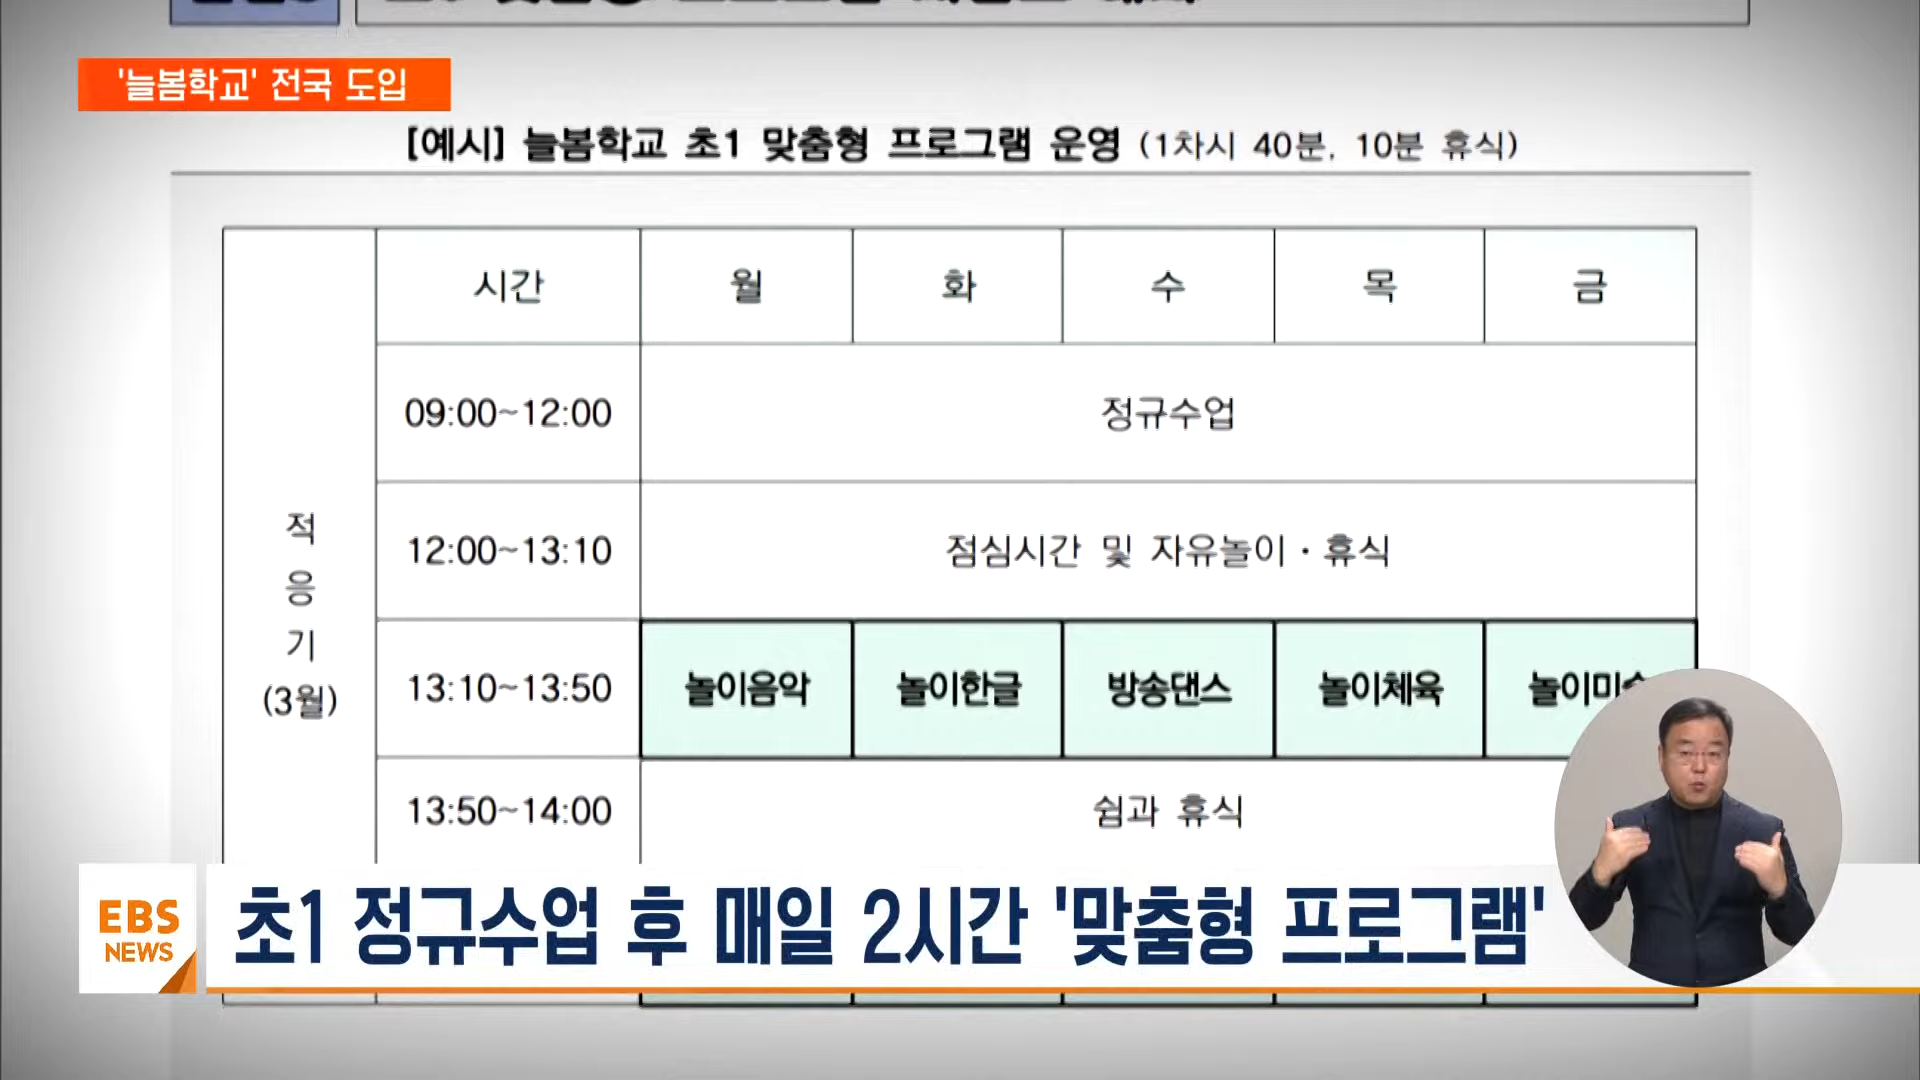 '늘봄학교' 전국 도입
[예시] 늘봄학교 초1 맞춤형 프로그램 운영 (1차시 40분, 10분 휴식)
시간 월 화 수 목 금
09:00~12:00 정규수업
12:00~13:10 점심시간 및 자유놀이·휴식
적응기
(3월)
13:10~13:50 놀이음악 놀이한글 방송댄스 놀이체육
13:50~14:00 쉼과 휴식
EBS
NEWS
초1 정규수업 후 매일 2시간 '맞춤형 프로그램'